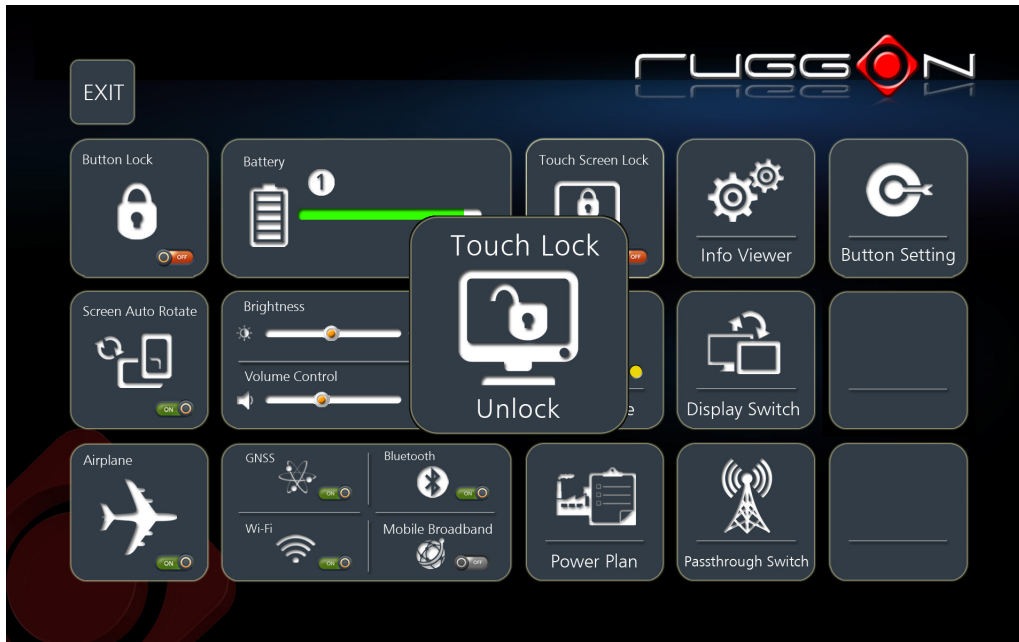 RUGGON
EXIT
Button Lock
OFF
Battery
1
Touch Screen Lock
OFF
Info Viewer
Button Setting
Touch Lock
Unlock
Screen Auto Rotate
ON
Brightness
Volume Control
e
Display Switch
Airplane
ON
GNSS
ON
Bluetooth
ON
Wi-Fi
ON
Mobile Broadband
OFF
Power Plan
Passthrough Switch